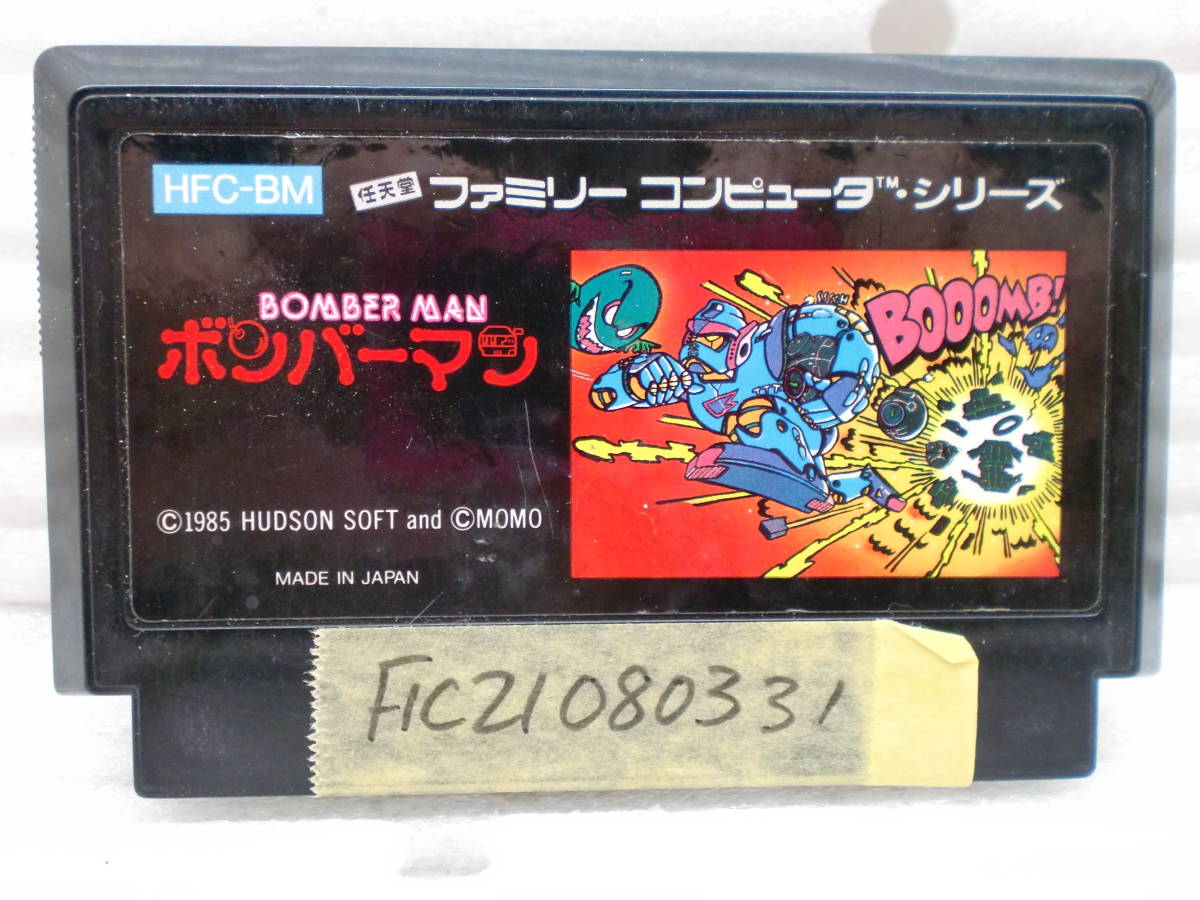 HFC-BM
任天堂 ファミリー コンピュータ™・シリーズ
BOMBER MAN
ボンバーマン
BOOOMB!
©1985 HUDSON SOFT and ©MOMO
MADE IN JAPAN
F1C21080331